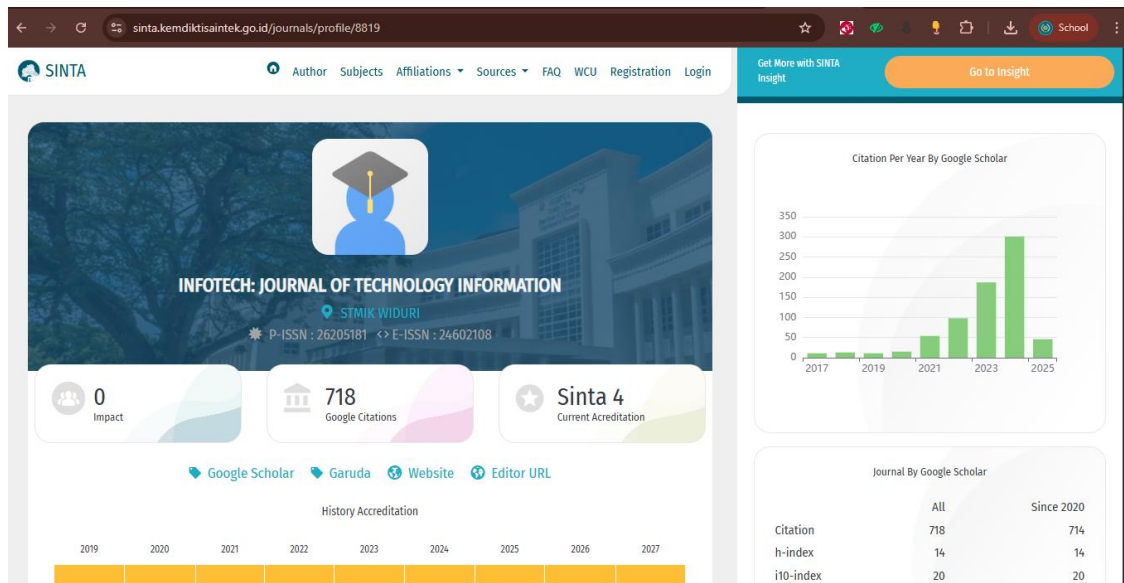 sinta.kemdiktisaintek.go.id/journals/profile/8819
School
SINTA
Author Subjects Affiliations Sources FAQ WCU Registration Login
Get More with SINTA
Insight
Go to Insight
INFOTECH: JOURNAL OF TECHNOLOGY INFORMATION
STMIK WIDURI
P-ISSN : 26205181 <> E-ISSN : 24602108
0
Impact
718
Google Citations
Sinta 4
Current Acreditation
Google Scholar Garuda Website Editor URL
History Accreditation
2019 2020 2021 2022 2023 2024 2025 2026 2027
Citation Per Year By Google Scholar
350
300
250
200
150
100
50
0
2017 2019 2021 2023 2025
Journal By Google Scholar
All Since 2020
Citation 718 714
h-index 14 14
i10-index 20 20